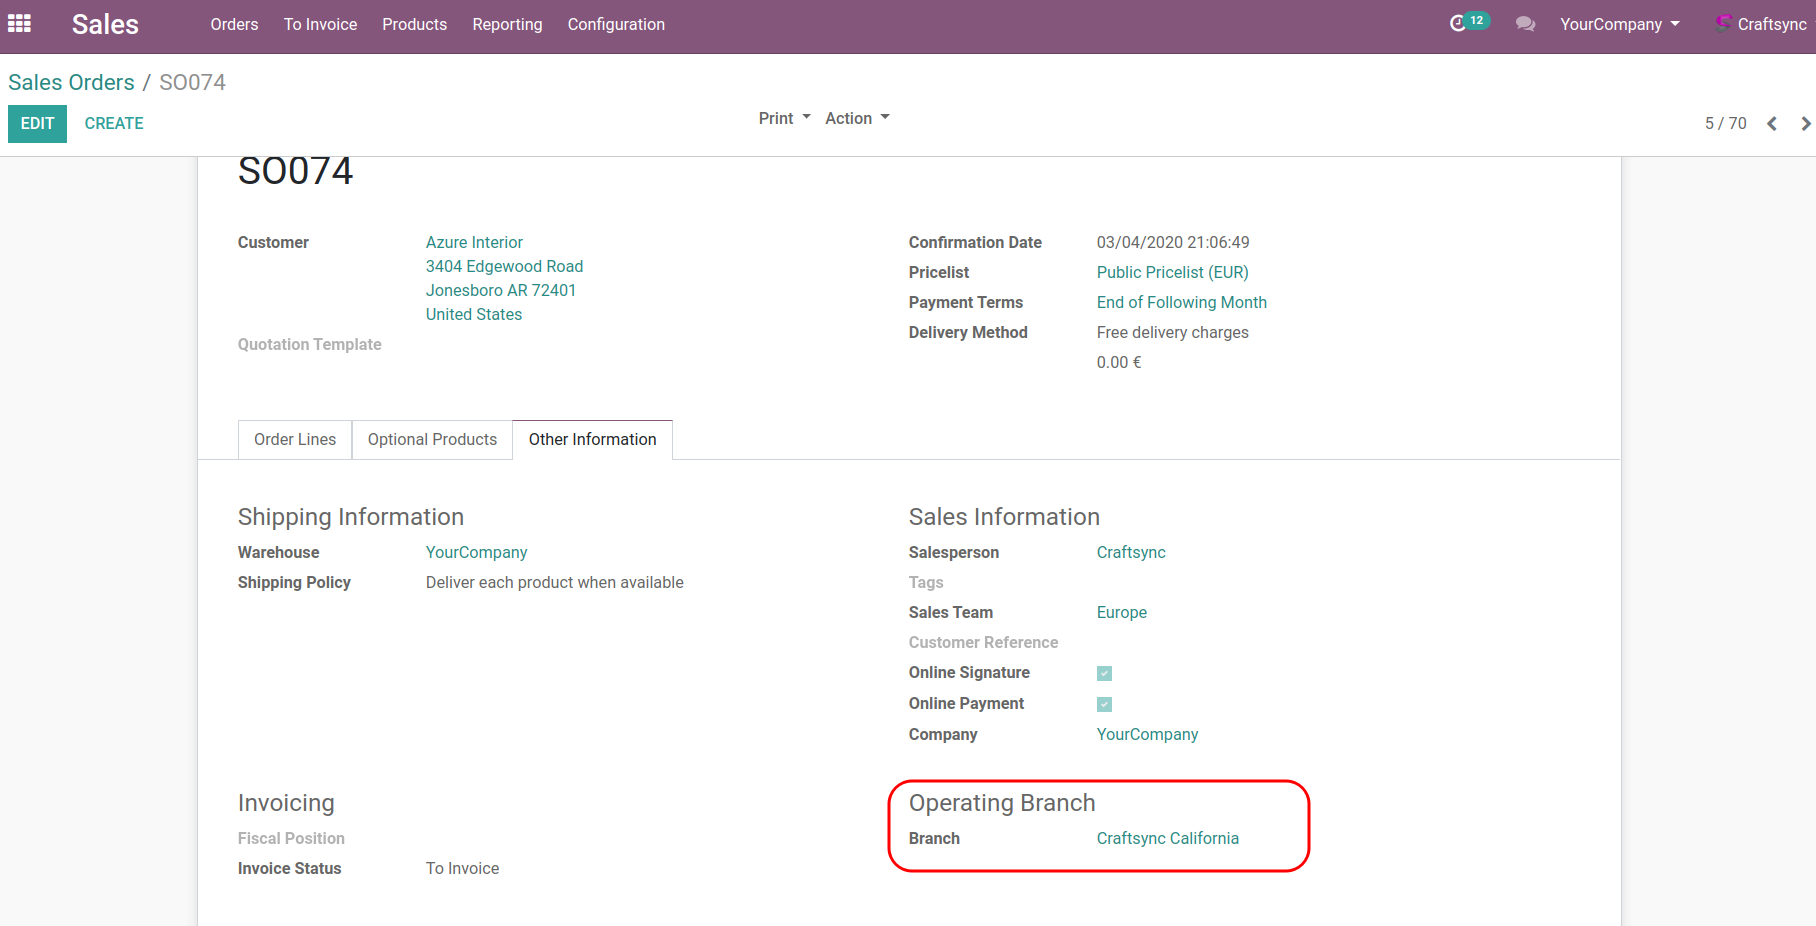 Sales Orders To Invoice Products Reporting Configuration 12 YourCompany Craftsync
Sales Orders / SO074
EDIT CREATE Print Action 5 / 70
SO074
Customer Azure Interior
3404 Edgewood Road
Jonesboro AR 72401
United States
Quotation Template
Confirmation Date 03/04/2020 21:06:49
Pricelist Public Pricelist (EUR)
Payment Terms End of Following Month
Delivery Method Free delivery charges
0.00 €
Order Lines Optional Products Other Information
Shipping Information
Warehouse YourCompany
Shipping Policy Deliver each product when available
Sales Information
Salesperson Craftsync
Tags
Sales Team Europe
Customer Reference
Online Signature
Online Payment
Company YourCompany
Invoicing
Fiscal Position
Invoice Status To Invoice
Operating Branch
Branch Craftsync California